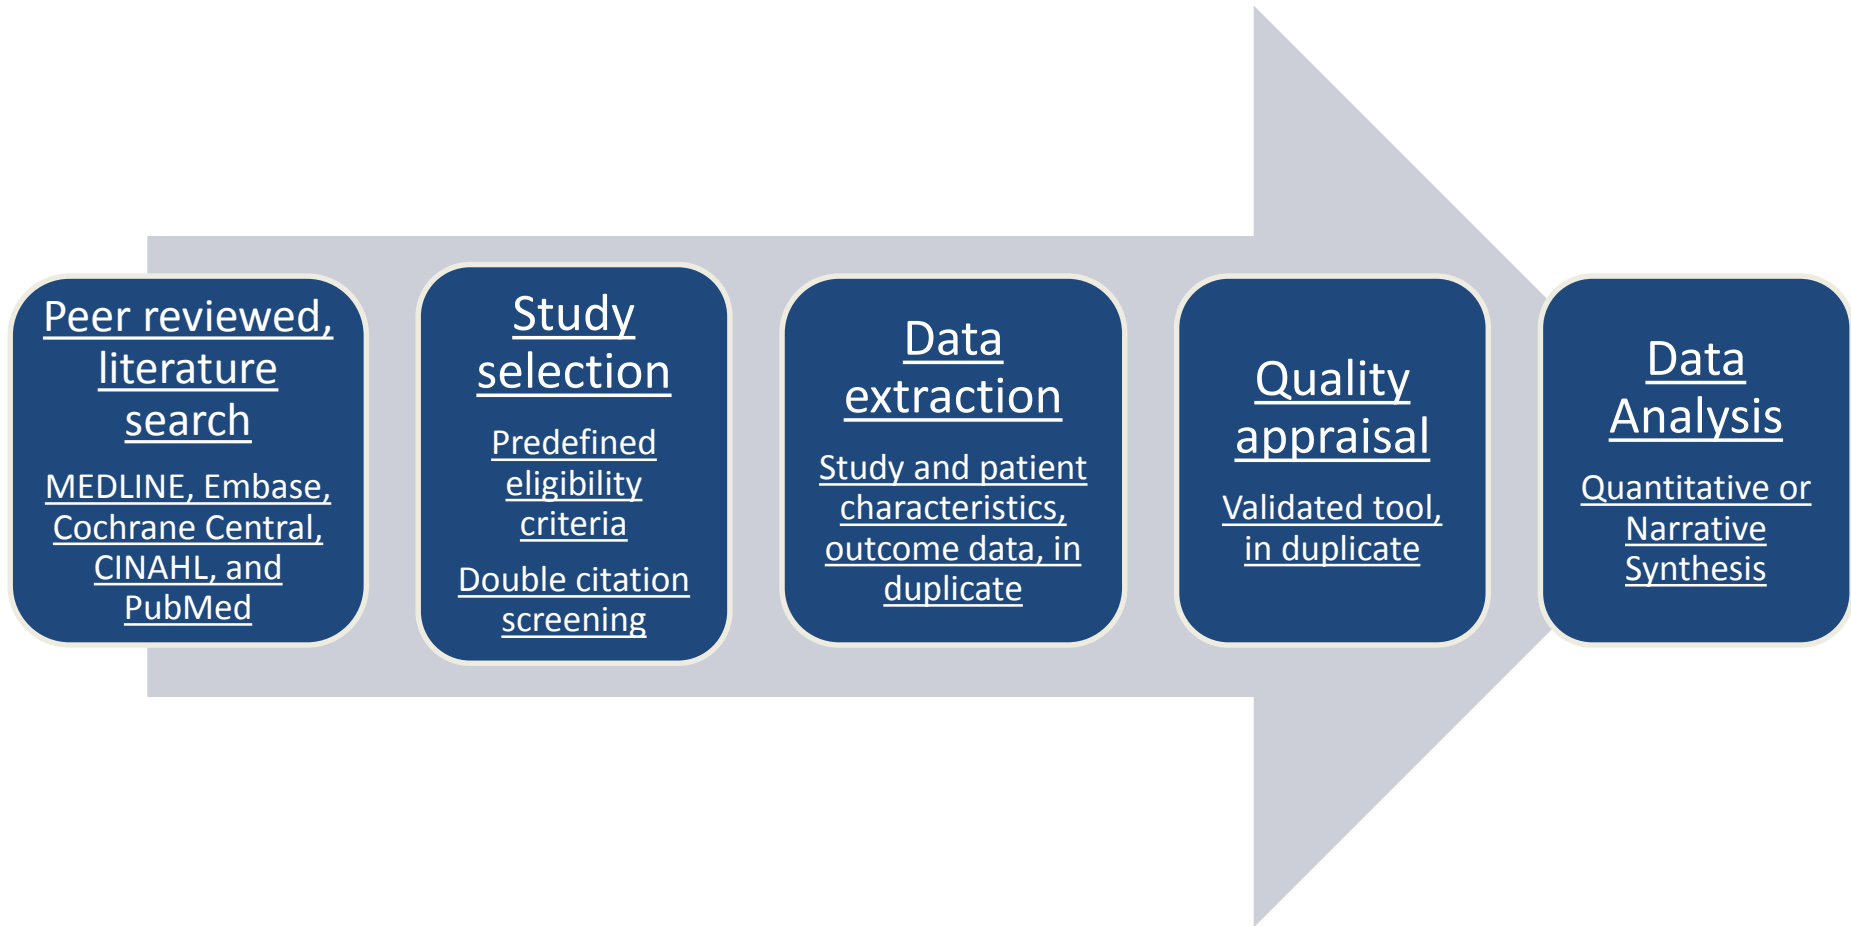 Peer reviewed,
literature
search
MEDLINE, Embase,
Cochrane Central,
CINAHL, and
PubMed
Study
selection
Predefined
eligibility
criteria
Double citation
screening
Data
extraction
Study and patient
characteristics,
outcome data, in
duplicate
Quality
appraisal
Validated tool,
in duplicate
Data
Analysis
Quantitative or
Narrative
Synthesis